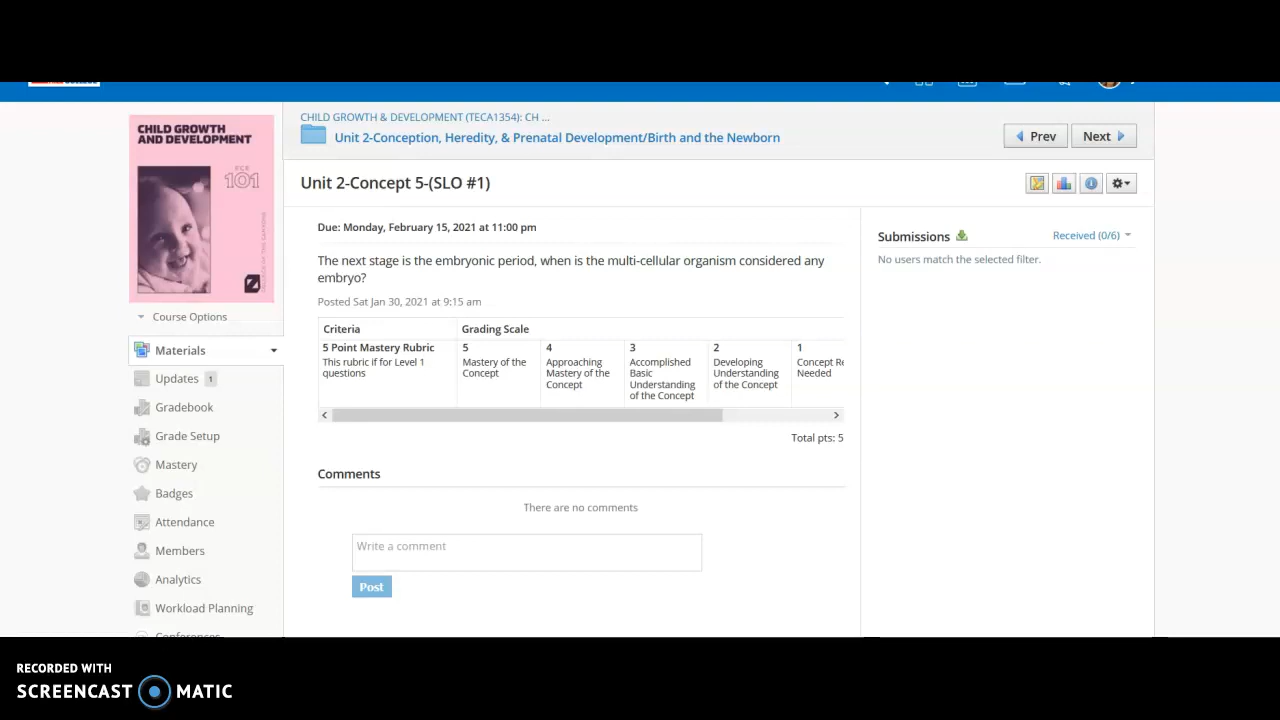 CHILD GROWTH
AND DEVELOPMENT
ECE
101
CHILD GROWTH & DEVELOPMENT (TECA1354): CH ...
Unit 2-Conception, Heredity, & Prenatal Development/Birth and the Newborn
Prev
Next
Unit 2-Concept 5-(SLO #1)
Due: Monday, February 15, 2021 at 11:00 pm
The next stage is the embryonic period, when is the multi-cellular organism considered any
embryo?
Posted Sat Jan 30, 2021 at 9:15 am
Criteria
Grading Scale
5 Point Mastery Rubric
This rubric if for Level 1
questions
5
Mastery of the
Concept
4
Approaching
Mastery of the
Concept
3
Accomplished
Basic
Understanding
of the Concept
2
Developing
Understanding
of the Concept
1
Concept Re
Needed
Total pts: 5
Comments
There are no comments
Write a comment
Post
Submissions
Received (0/6)
No users match the selected filter.
Course Options
Materials
Updates 1
Gradebook
Grade Setup
Mastery
Badges
Attendance
Members
Analytics
Workload Planning
Conferences
RECORDED WITH
SCREENCAST MATIC